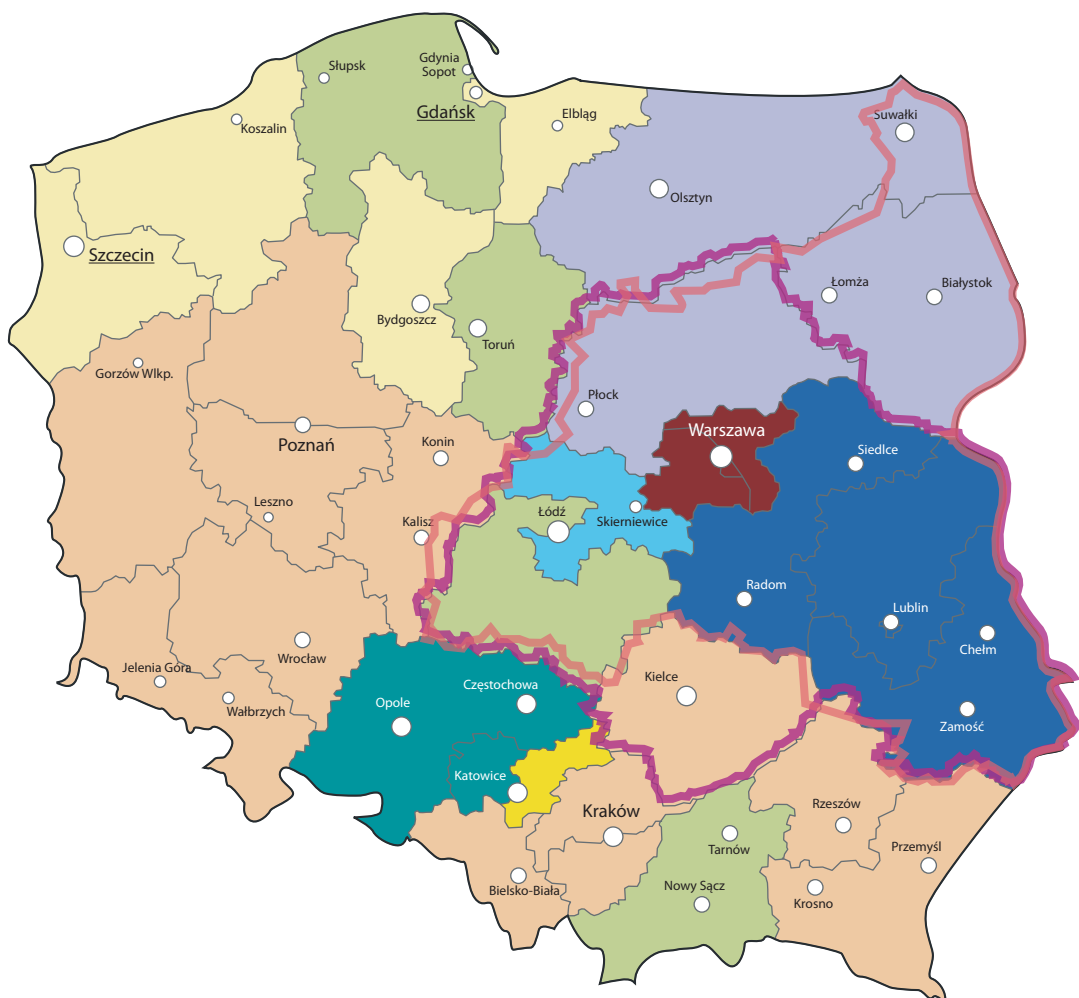 Słupsk
Gdynia
Sopot
Gdańsk
Elbląg
Koszalin
Suwałki
Olsztyn
Szczecin
Łomża
Białystok
Bydgoszcz
Toruń
Gorzów Wlkp.
Płock
Poznań
Konin
Warszawa
Siedlce
Leszno
Kalisz
Łódź
Skierniewice
Radom
Lublin
Chełm
Wrocław
Jelenia Góra
Wałbrzych
Opole
Częstochowa
Kielce
Zamość
Katowice
Kraków
Rzeszów
Tarnów
Przemyśl
Bielsko-Biała
Nowy Sącz
Krosno